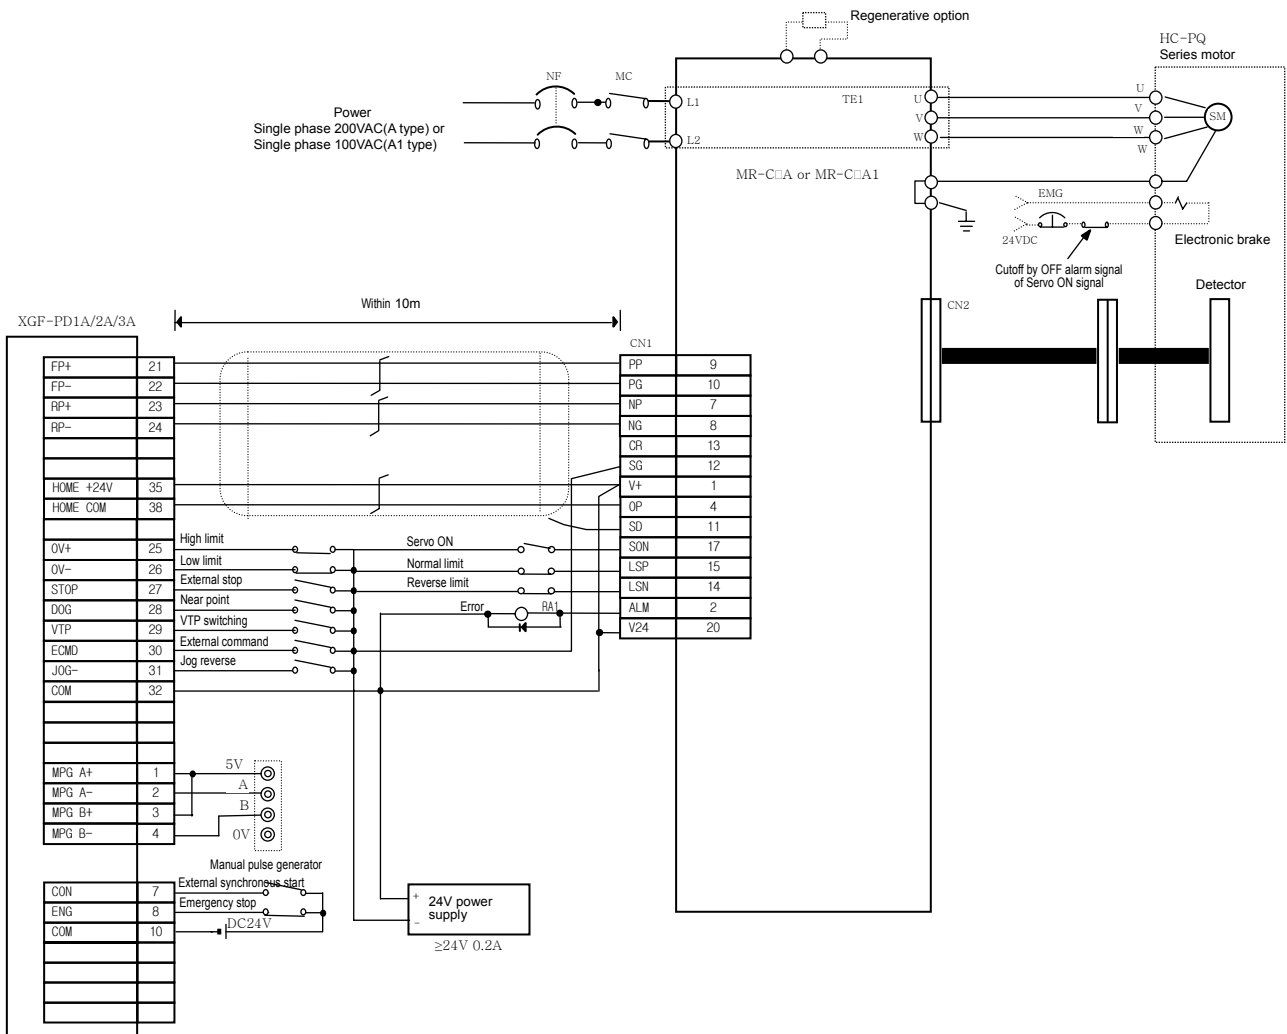 Regenerative option
HC-PQ
Series motor
NF
MC
L1
TE1
U
U
SM
Power
Single phase 200VAC(A type) or
Single phase 100VAC(A1 type)
V
V
L2
W
W
W
MR-C□A or MR-C□A1
EMG
24VDC
Electronic brake
Cutoff by OFF alarm signal
of Servo ON signal
Detector
CN2
Within 10m
XGF-PD1A/2A/3A
CN1
FP+ 21
PP 9
FP- 22
PG 10
RP+ 23
NP 7
RP- 24
NG 8
CR 13
SG 12
HOME +24V 35
V+ 1
HOME COM 38
OP 4
SD 11
OV+ 25 High limit
Servo ON
SON 17
OV- 26 Low limit
Normal limit
LSP 15
STOP 27 External stop
Reverse limit
LSN 14
DOG 28 Near point
Error
RA1
ALM 2
VTP 29 VTP switching
V24 20
ECMD 30 External command
JOG- 31 Jog reverse
COM 32
MPG A+ 1
5V
MPG A- 2
A
MPG B+ 3
B
MPG B- 4
0V
Manual pulse generator
CON 7 External synchronous start
ENG 8 Emergency stop
COM 10
DC24V
+
24V power
supply
-
≥24V 0.2A